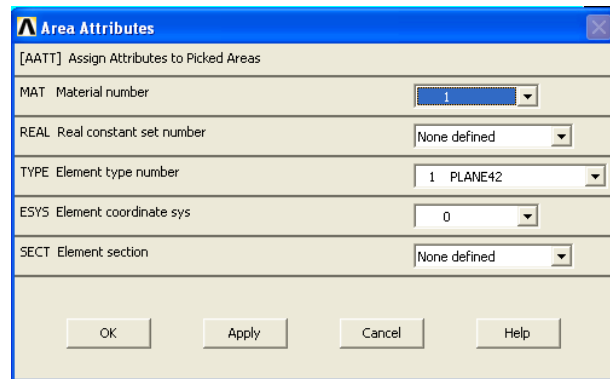 Area Attributes
[AATT] Assign Attributes to Picked Areas
MAT Material number 1
REAL Real constant set number None defined
TYPE Element type number 1 PLANE42
ESYS Element coordinate sys 0
SECT Element section None defined
OK Apply Cancel Help